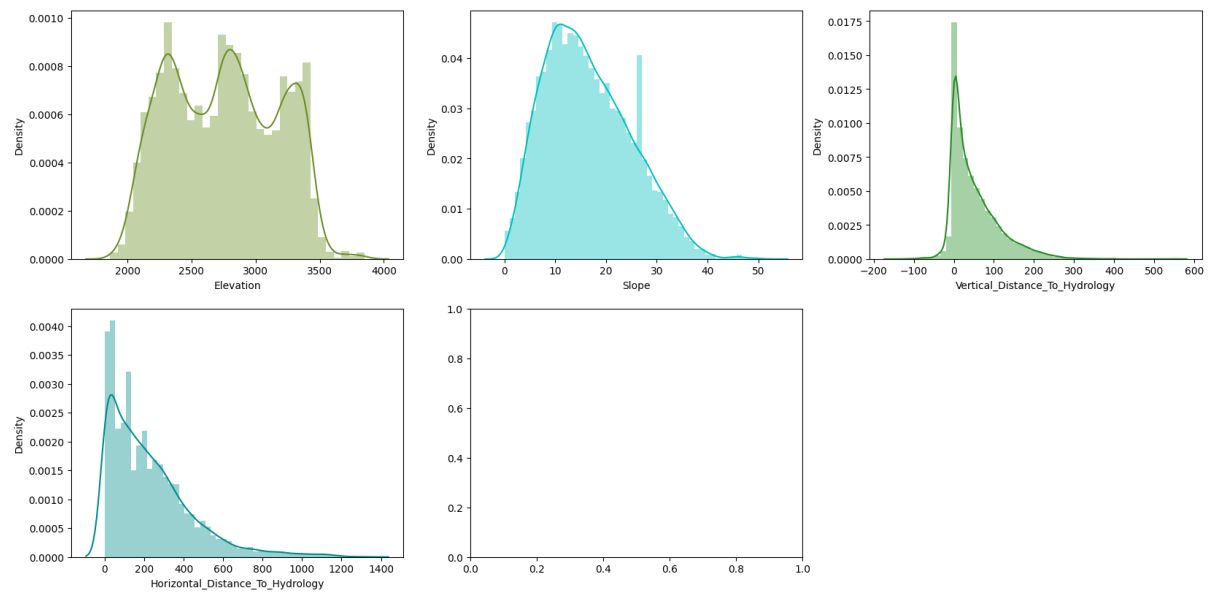 0.0010
0.0008
0.0006
0.0004
0.0002
0.0000
Density
2000 2500 3000 3500 4000
Elevation
0.04
0.03
0.02
0.01
0.00
Density
0 10 20 30 40 50
Slope
0.0175
0.0150
0.0125
0.0100
0.0075
0.0050
0.0025
0.0000
Density
−200 −100 0 100 200 300 400 500 600
Vertical_Distance_To_Hydrology
0.0040
0.0035
0.0030
0.0025
0.0020
0.0015
0.0010
0.0005
0.0000
Density
0 200 400 600 800 1000 1200 1400
Horizontal_Distance_To_Hydrology
1.0
0.8
0.6
0.4
0.2
0.0
0.0 0.2 0.4 0.6 0.8 1.0